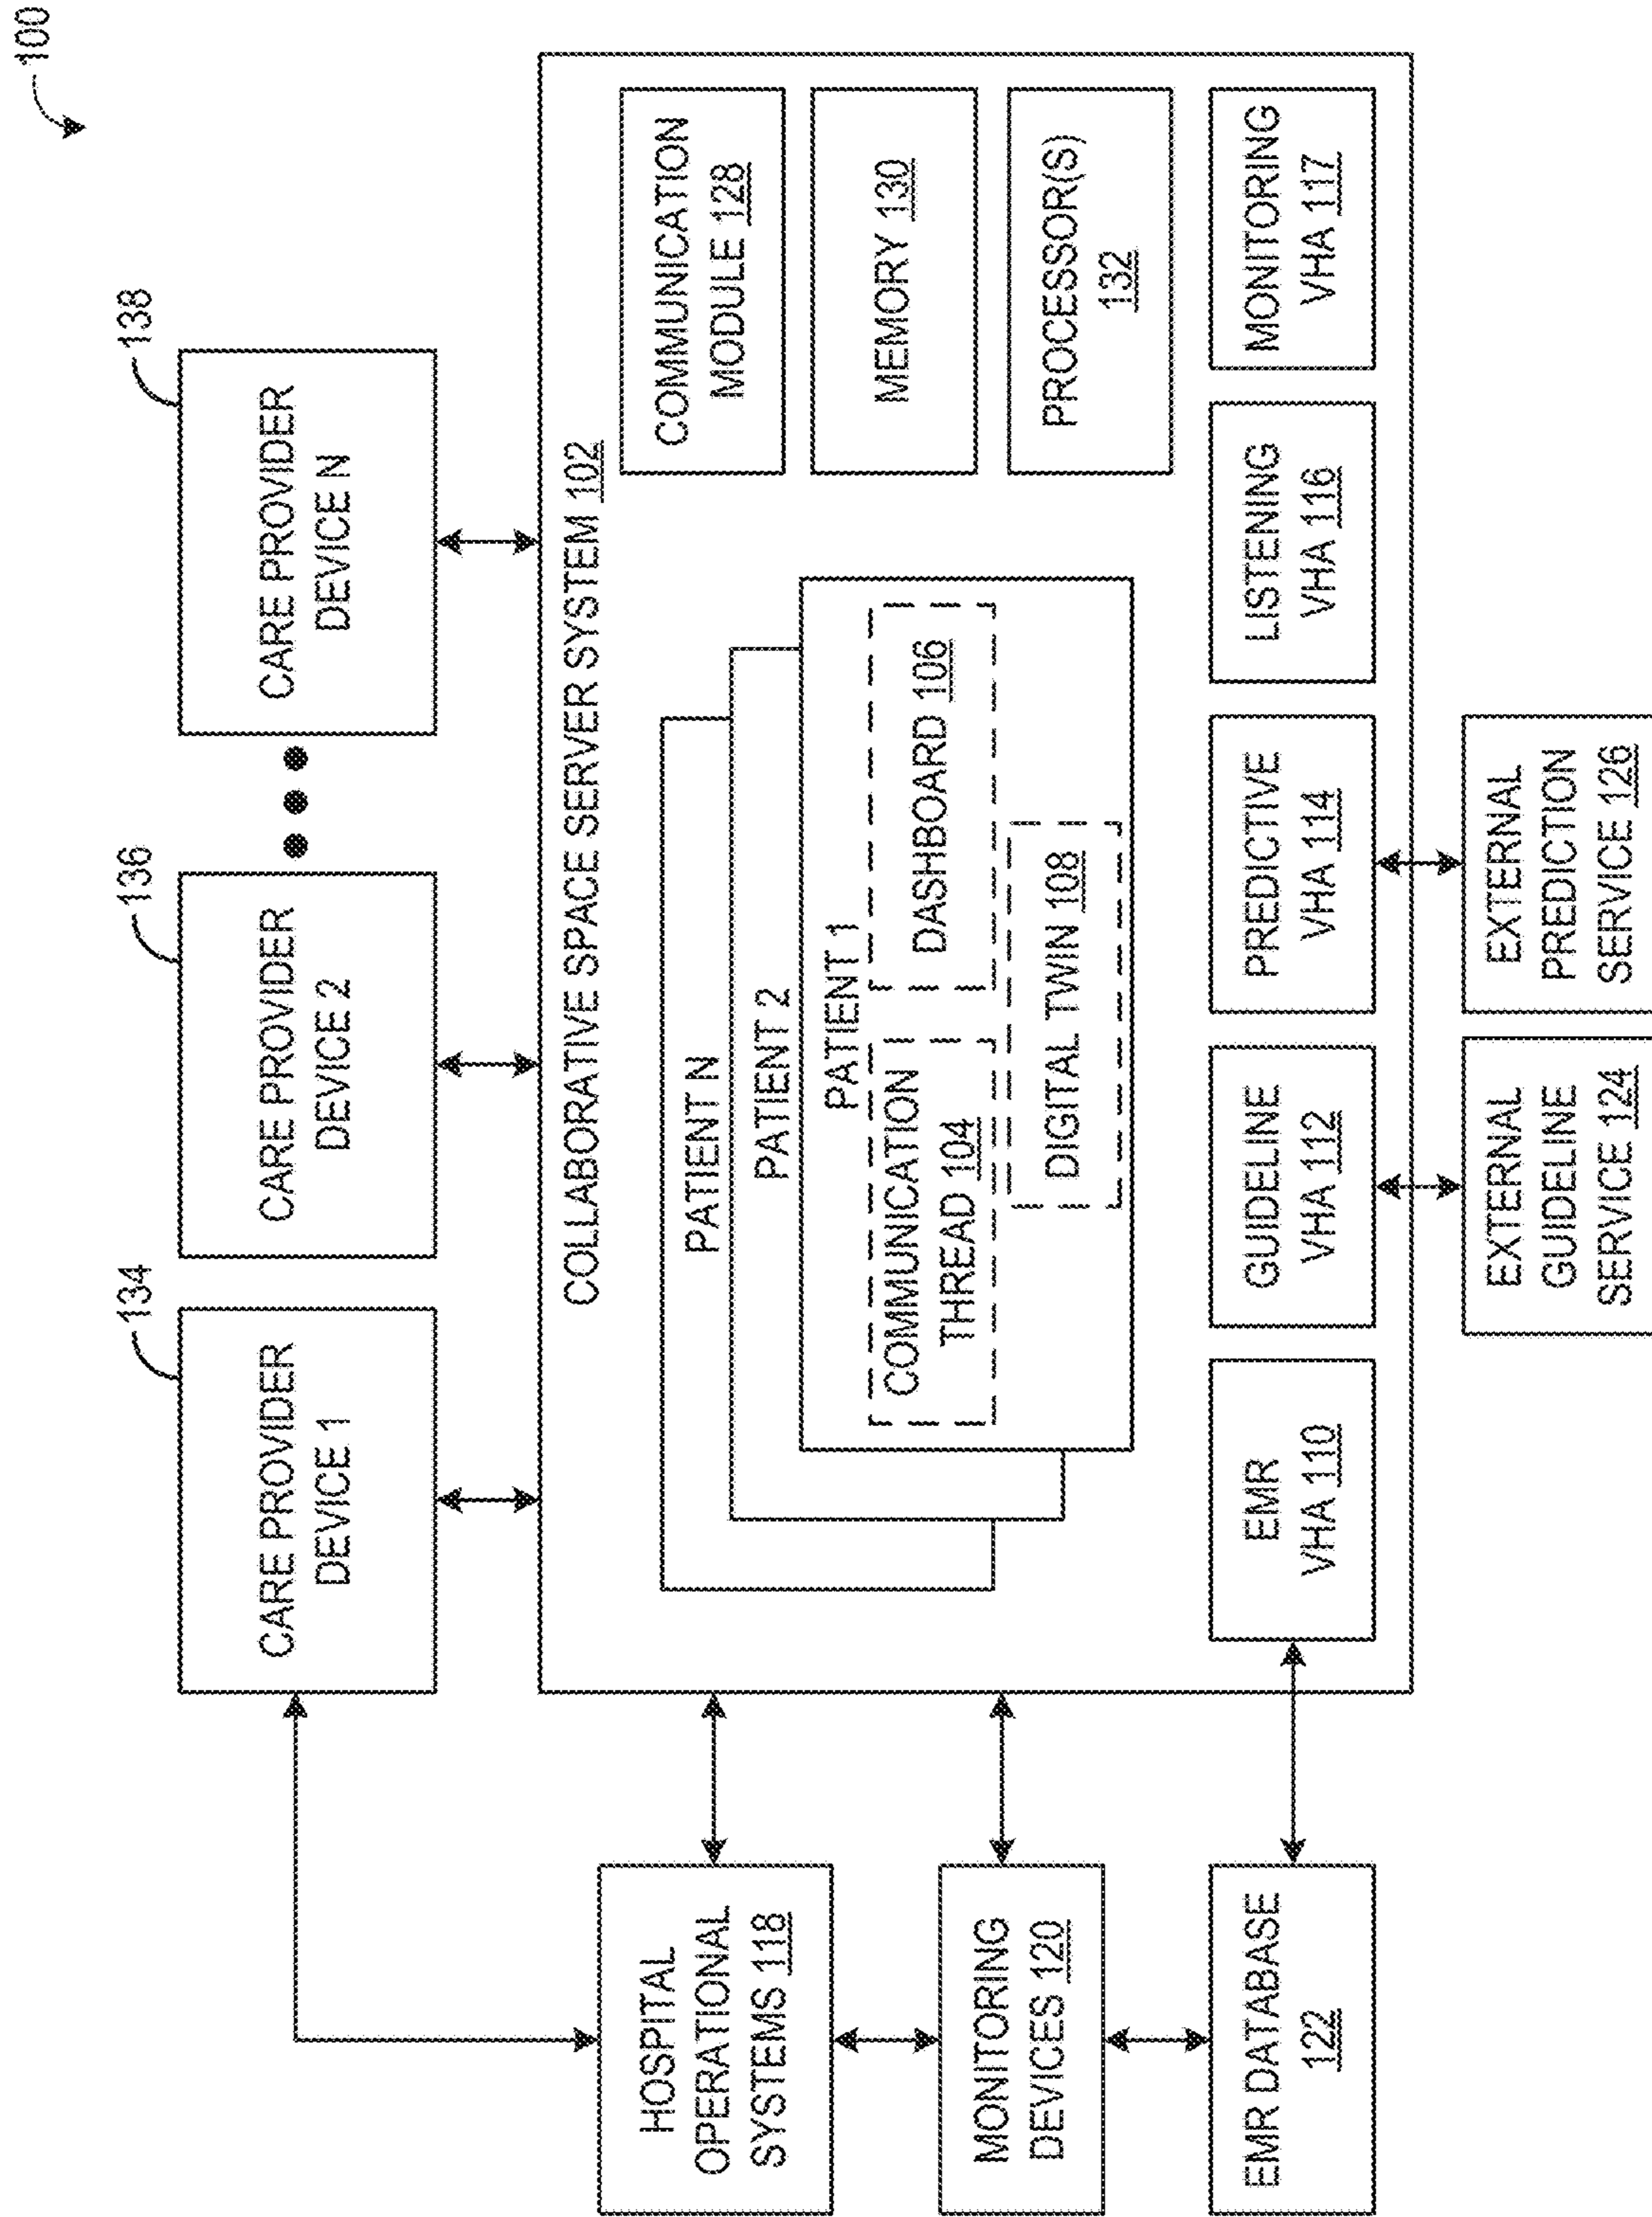 100
134
136
138
CARE PROVIDER
DEVICE 1
CARE PROVIDER
DEVICE 2
CARE PROVIDER
DEVICE N
COLLABORATIVE SPACE SERVER SYSTEM 102
PATIENT N
PATIENT 2
PATIENT 1
COMMUNICATION
THREAD 104
DASHBOARD 106
DIGITAL TWIN 108
COMMUNICATION
MODULE 128
MEMORY 130
PROCESSOR(S)
132
HOSPITAL
OPERATIONAL
SYSTEMS 118
MONITORING
DEVICES 120
EMR DATABASE
122
EMR
VHA 110
GUIDELINE
VHA 112
PREDICTIVE
VHA 114
LISTENING
VHA 116
MONITORING
VHA 117
EXTERNAL
GUIDELINE
SERVICE 124
EXTERNAL
PREDICTION
SERVICE 126